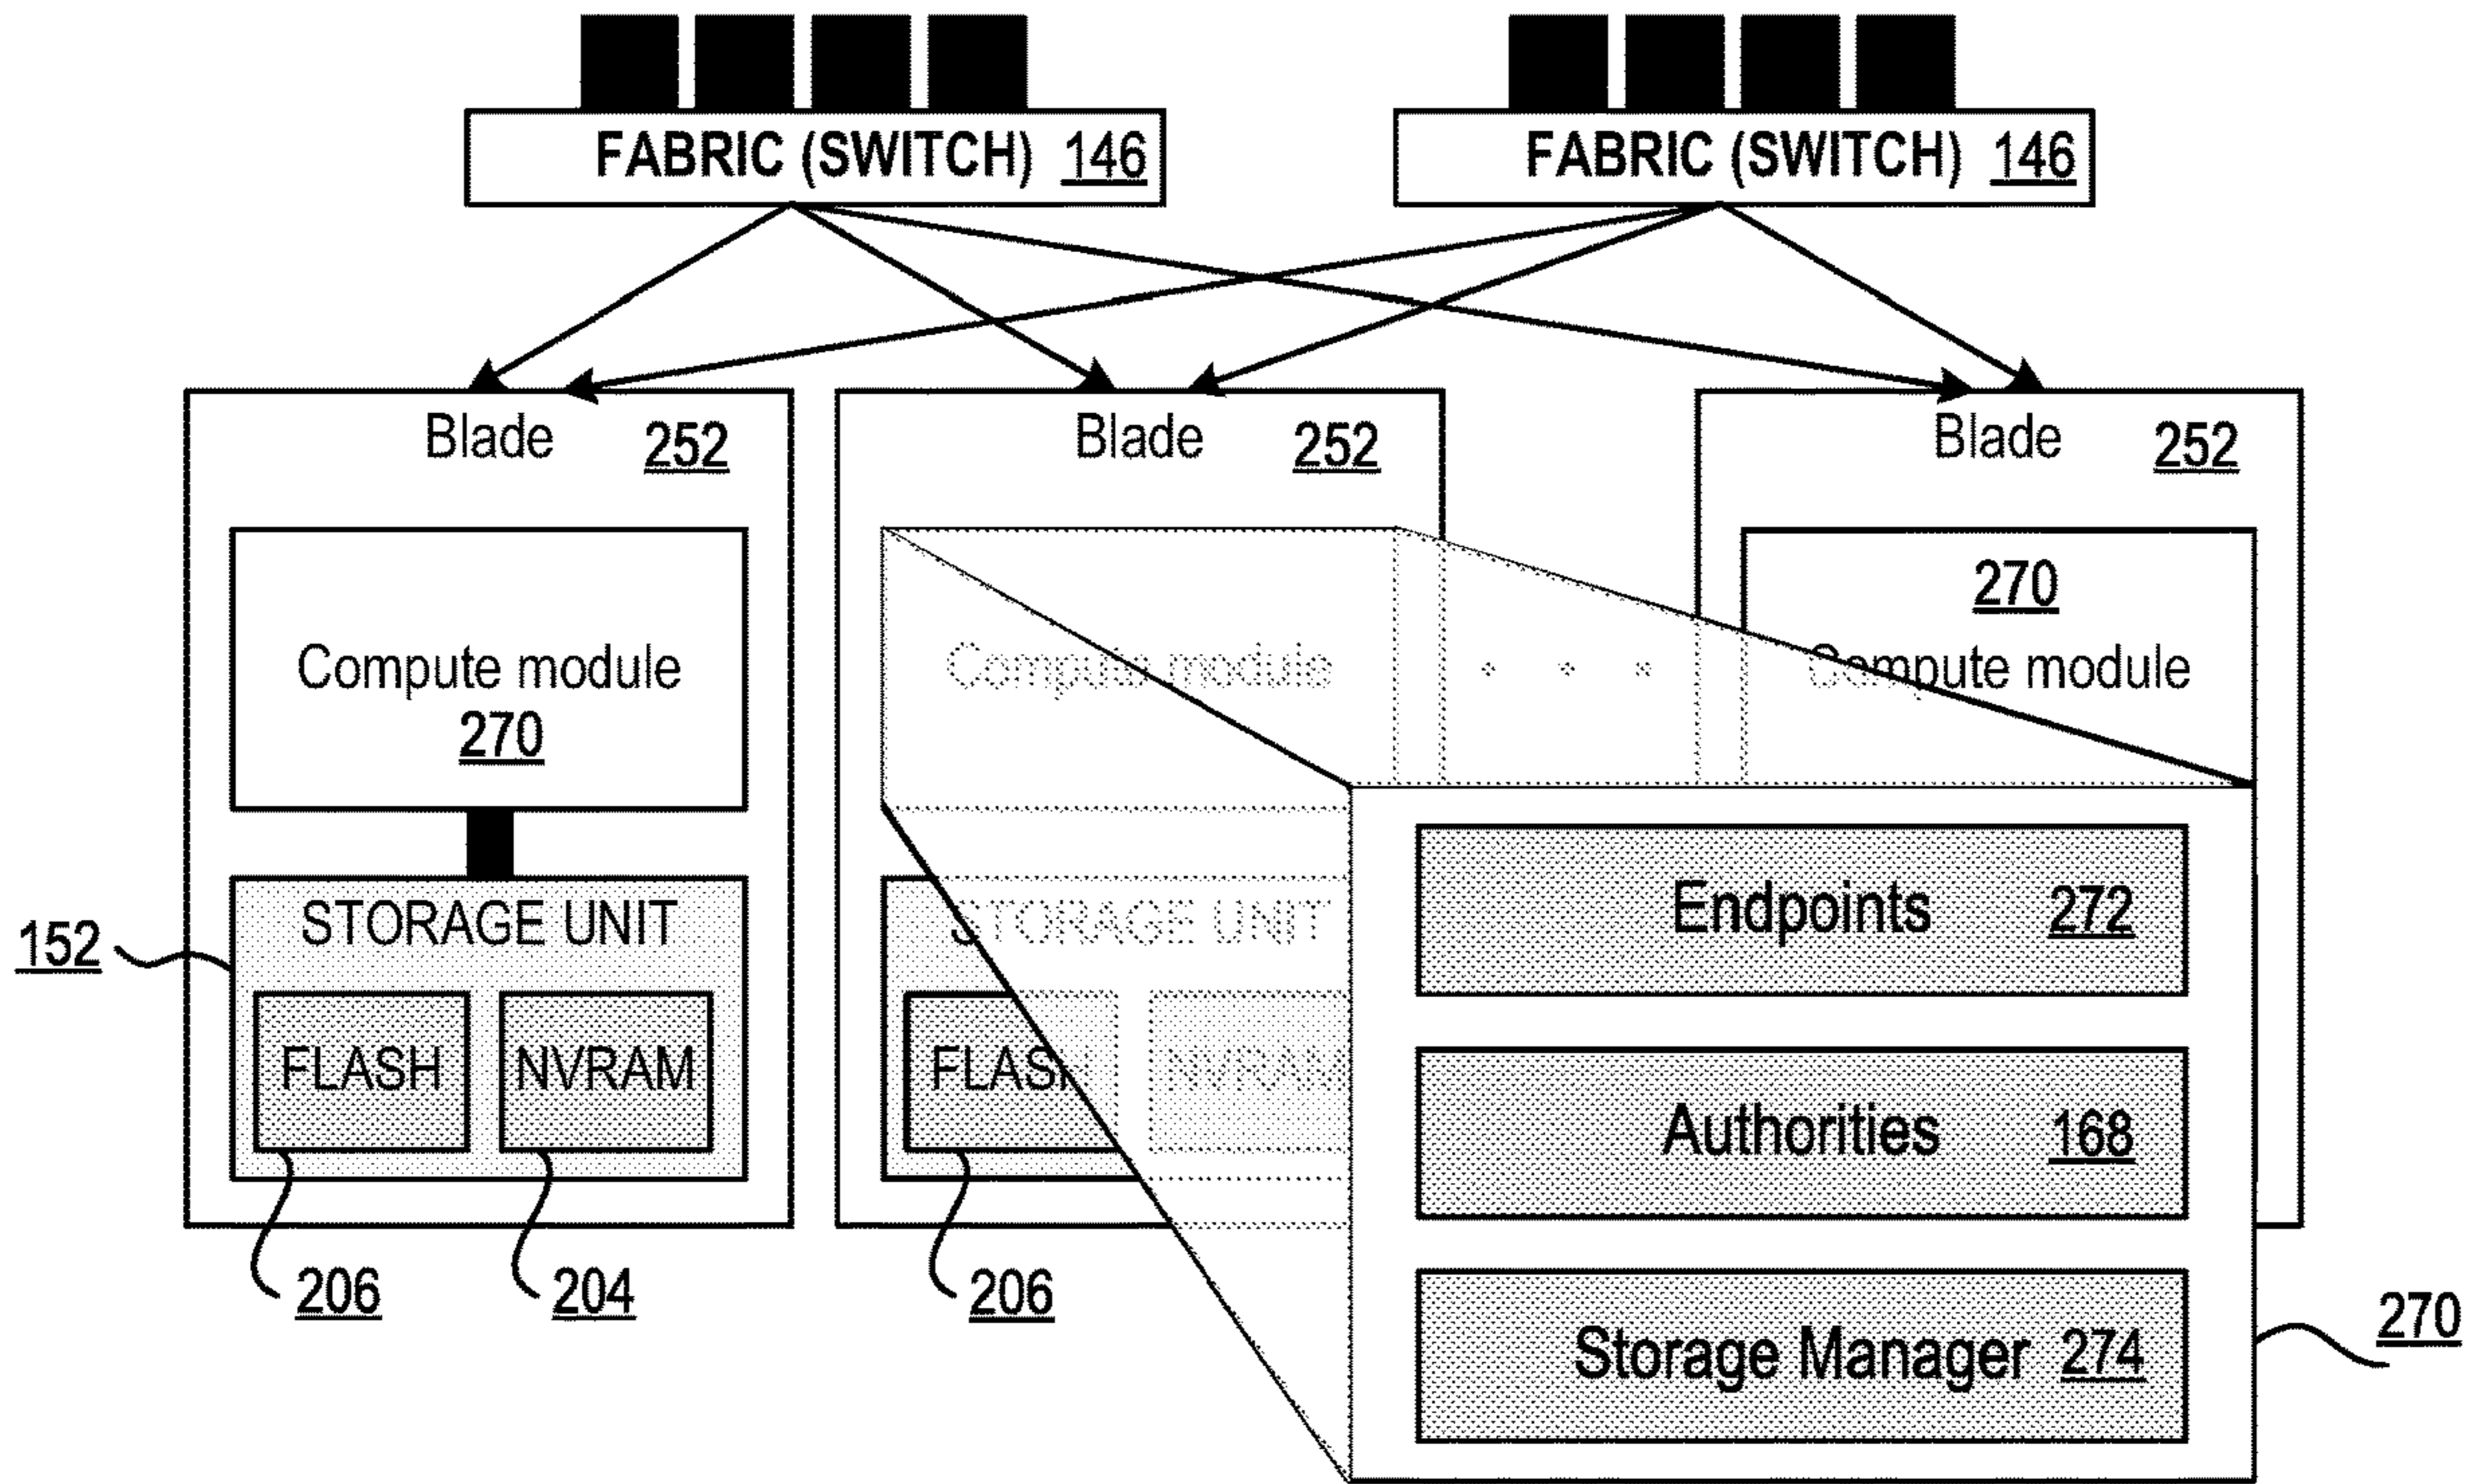 FABRIC (SWITCH) 146
FABRIC (SWITCH) 146
Blade 252
Blade 252
Blade 252
Compute module
270
Compute module
. . .
270
Compute module
152
STORAGE UNIT
FLASH
NVRAM
206
204
STORAGE UNIT
FLASH
NVRAM
206
Endpoints 272
Authorities 168
Storage Manager 274
270